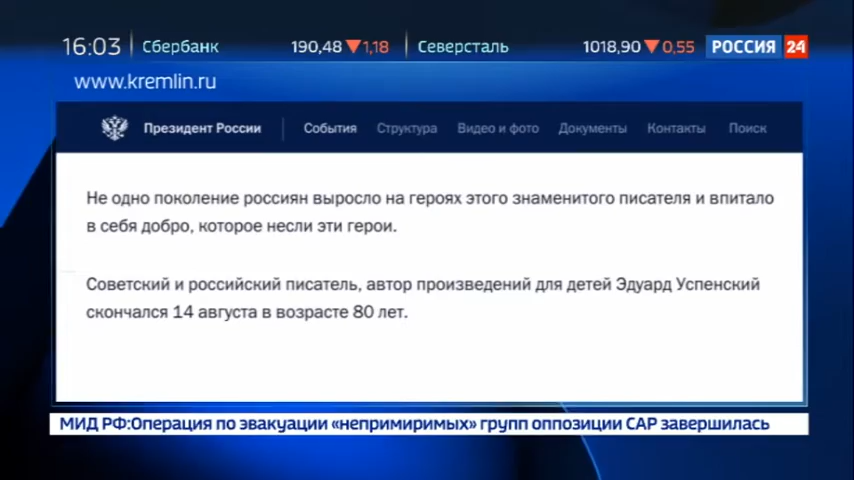 16:03 Сбербанк 190,48 ▼1,18 Северсталь 1018,90 ▼0,55 РОССИЯ 24
www.kremlin.ru
Президент России События Структура Видео и фото Документы Контакты Поиск
Не одно поколение россиян выросло на героях этого знаменитого писателя и впитало
в себя добро, которое несли эти герои.
Советский и российский писатель, автор произведений для детей Эдуард Успенский
скончался 14 августа в возрасте 80 лет.
МИД РФ:Операция по эвакуации «непримиримых» групп оппозиции САР завершилась